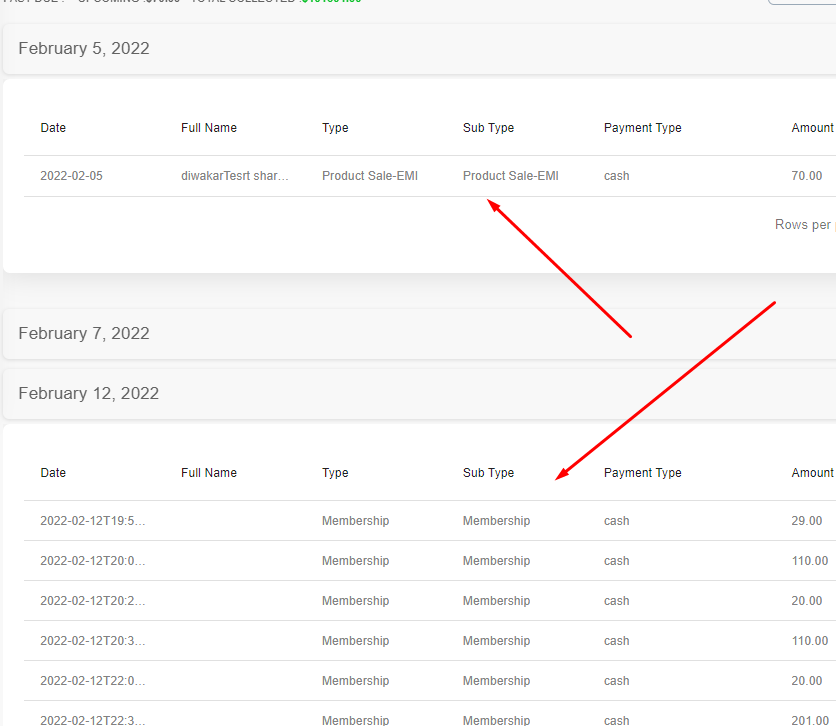 February 5, 2022
Date Full Name Type Sub Type Payment Type Amount
2022-02-05 diwakarTesrt shar... Product Sale-EMI Product Sale-EMI cash 70.00
Rows per
February 7, 2022
February 12, 2022
Date Full Name Type Sub Type Payment Type Amount
2022-02-12T19:5... Membership Membership cash 29.00
2022-02-12T20:0... Membership Membership cash 110.00
2022-02-12T20:2... Membership Membership cash 20.00
2022-02-12T20:3... Membership Membership cash 110.00
2022-02-12T22:0... Membership Membership cash 20.00
2022-02-12T22:3... Membership Membership cash 201.00